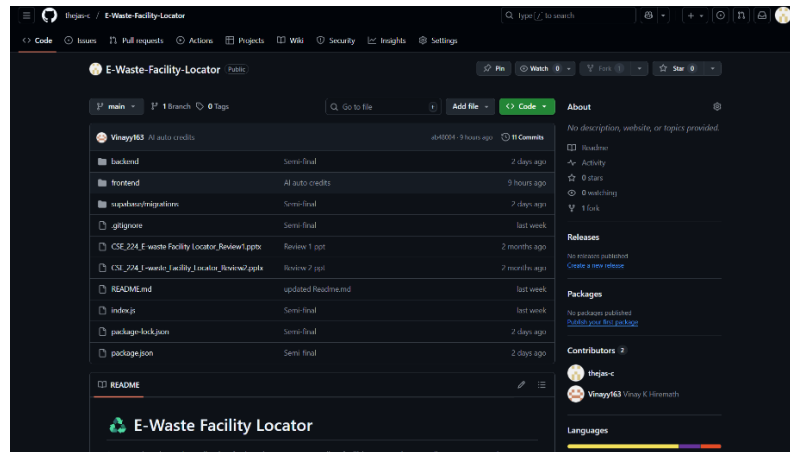 thejas-c / E-Waste-Facility-Locator
Type / to search
Code Issues Pull requests Actions Projects Wiki Security Insights Settings
E-Waste-Facility-Locator Public
Pin Watch 0 Fork 1 Star 0
main 1 Branch 0 Tags Go to file t Add file Code
Vinayy163 AI auto credits 9 hours ago 11 Commits
backend Semi-final 2 days ago
frontend AI auto credits 9 hours ago
supabase/migrations Semi-final 2 days ago
.gitignore Semi-final last week
CSE_224_E-waste Facility Locator_Review1.pptx Review 1 ppt 2 months ago
CSE_224_E-waste_Facility_Locator_Review2.pptx Review 2 ppt 2 months ago
README.md updated Readme.md last week
index.js Semi-final last week
package-lock.json Semi-final 2 days ago
package.json Semi-final 2 days ago
README
E-Waste Facility Locator
About
No description, website, or topics provided.
Readme
Activity
0 stars
0 watching
1 fork
Releases
No releases published
Create a new release
Packages
No packages published
Publish your first package
Contributors 2
thejas-c
Vinayy163 Vinay K Hiremath
Languages